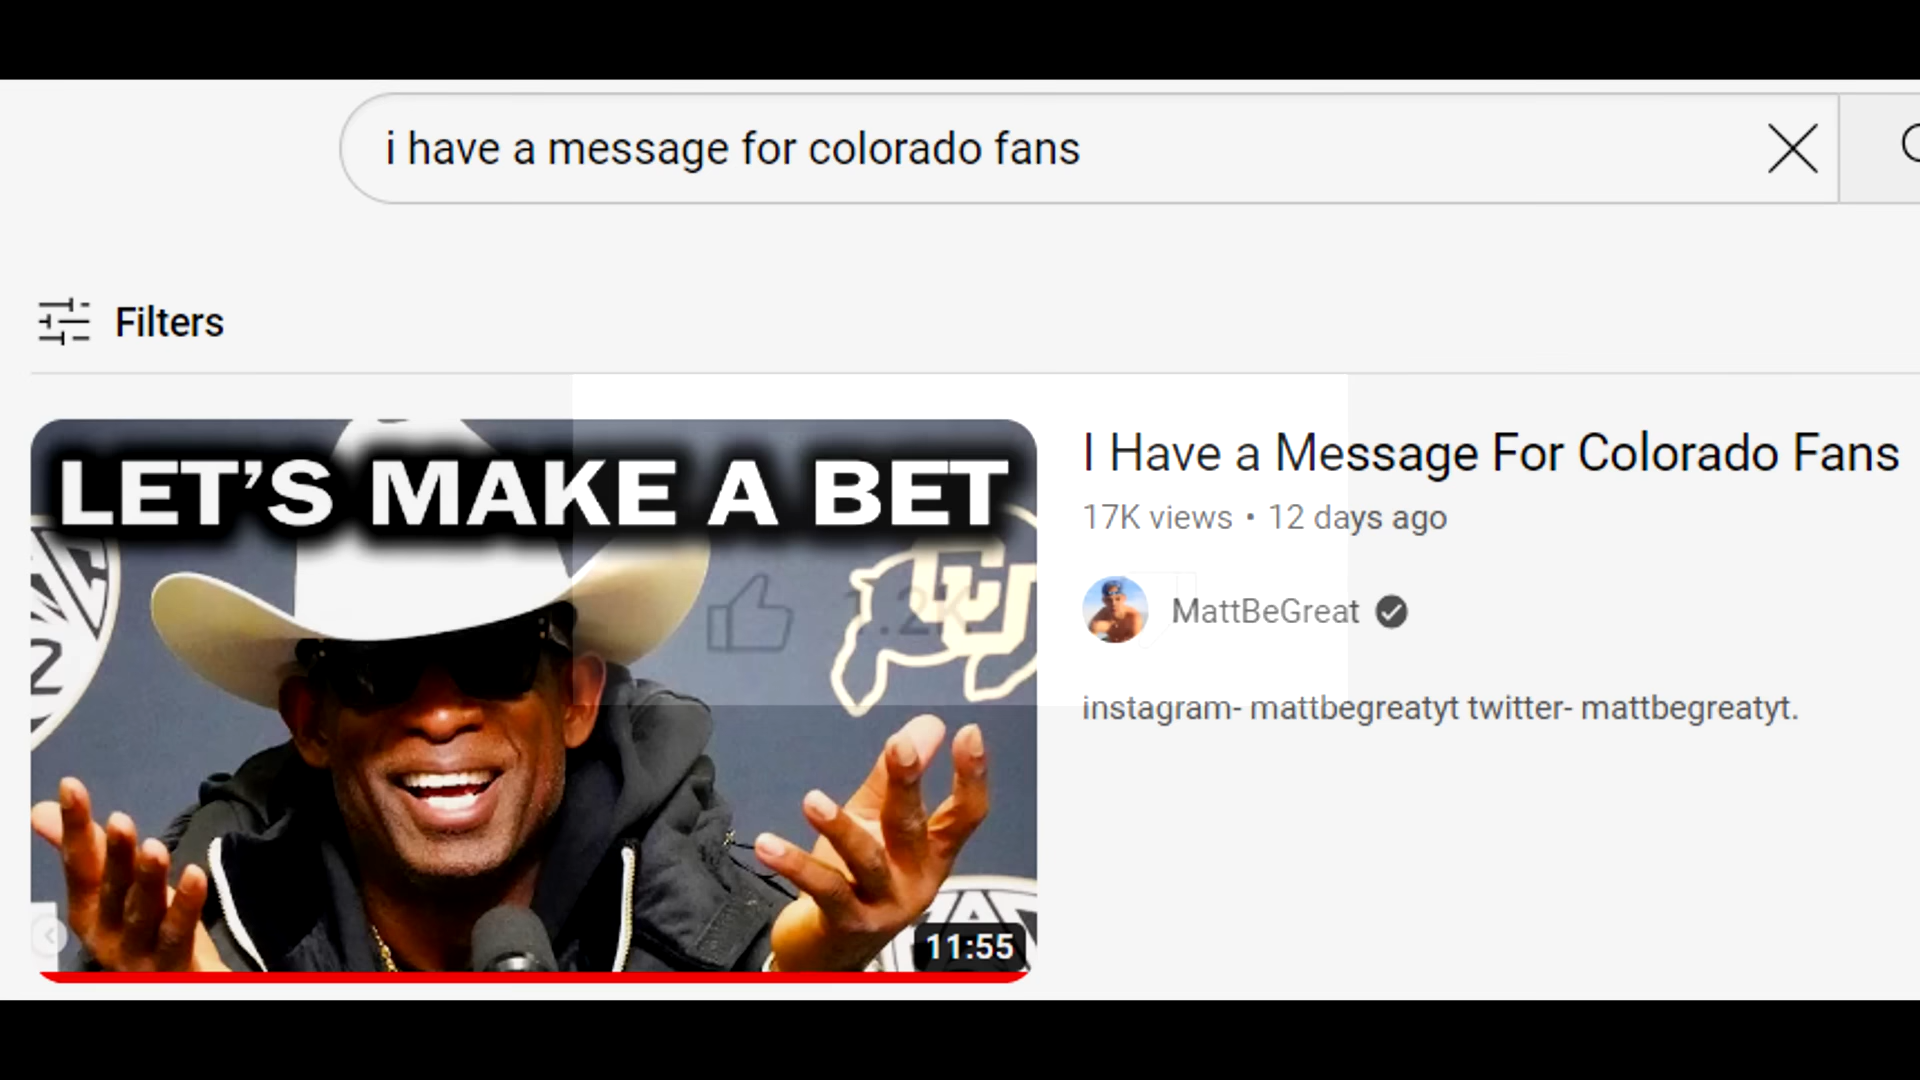 i have a message for colorado fans
Filters
LET'S MAKE A BET
I Have a Message For Colorado Fans
17K views • 12 days ago
MattBeGreat
instagram- mattbegreatyt twitter- mattbegreatyt.
CU
11:55